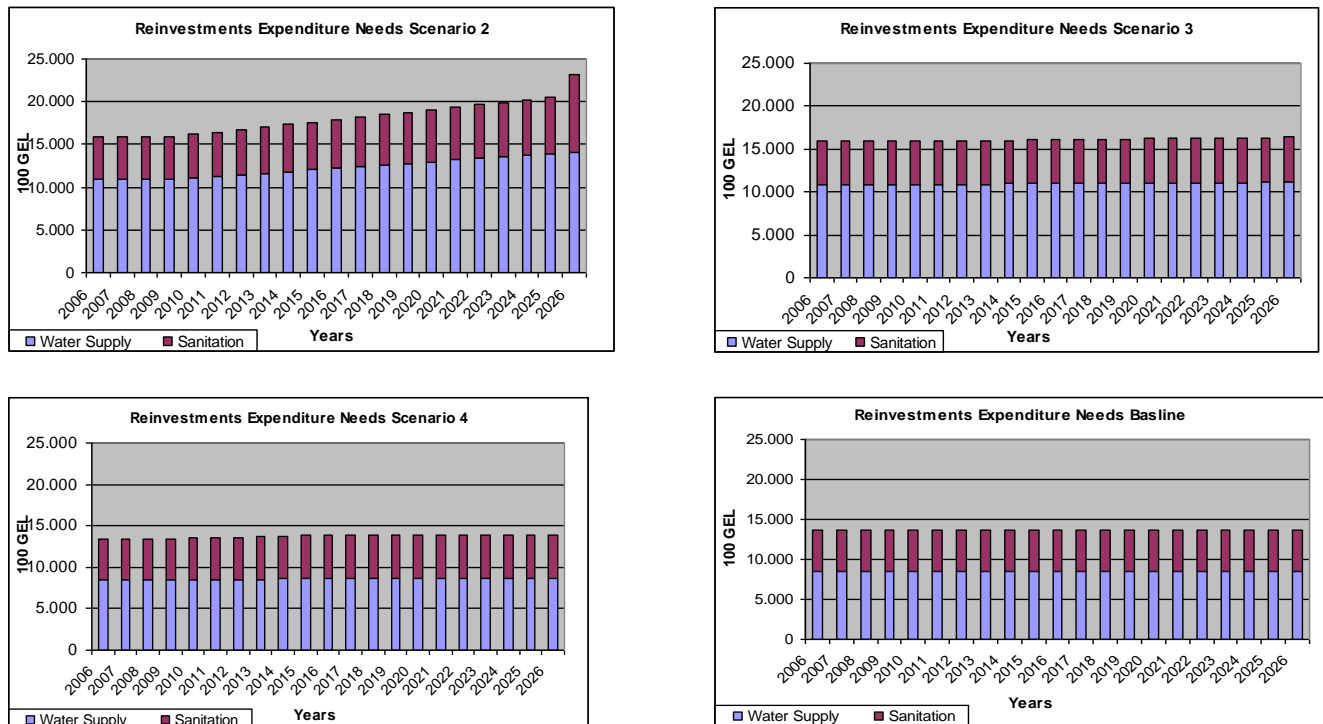 Reinvestments Expenditure Needs Scenario 2
25.000
20.000
15.000
10.000
5.000
0
100 GEL
2006 2007 2008 2009 2010 2011 2012 2013 2014 2015 2016 2017 2018 2019 2020 2021 2022 2023 2024 2025 2026
Years
Water Supply Sanitation
Reinvestments Expenditure Needs Scenario 3
25.000
20.000
15.000
10.000
5.000
0
100 GEL
2006 2007 2008 2009 2010 2011 2012 2013 2014 2015 2016 2017 2018 2019 2020 2021 2022 2023 2024 2025 2026
Years
Water Supply Sanitation
Reinvestments Expenditure Needs Scenario 4
25.000
20.000
15.000
10.000
5.000
0
100 GEL
2006 2007 2008 2009 2010 2011 2012 2013 2014 2015 2016 2017 2018 2019 2020 2021 2022 2023 2024 2025 2026
Years
Water Supply Sanitation
Reinvestments Expenditure Needs Basline
25.000
20.000
15.000
10.000
5.000
0
100 GEL
2006 2007 2008 2009 2010 2011 2012 2013 2014 2015 2016 2017 2018 2019 2020 2021 2022 2023 2024 2025 2026
Years
Water Supply Sanitation